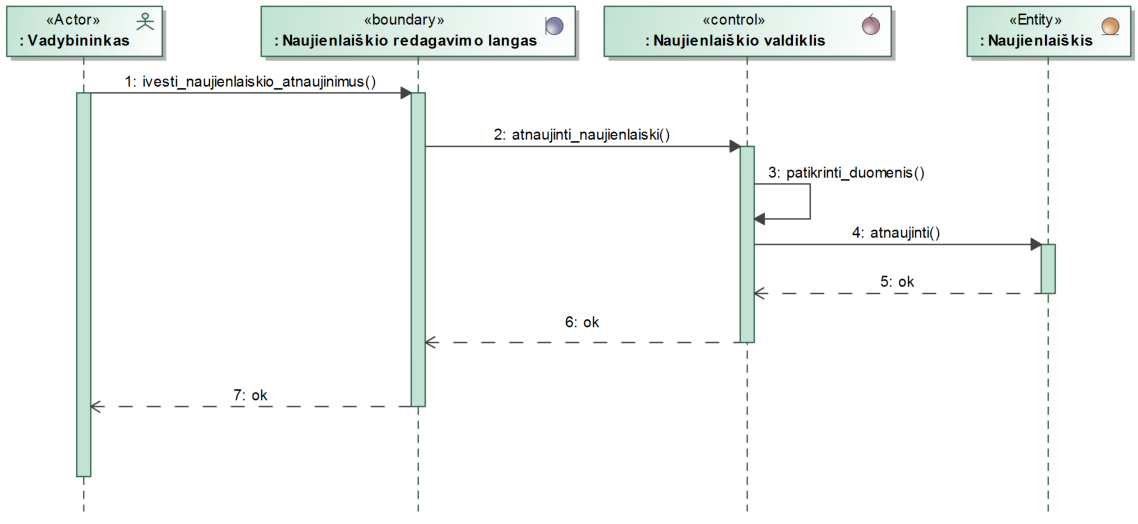 «Actor»
: Vadybininkas
«boundary»
: Naujienlaiškio redagavimo langas
«control»
: Naujienlaiškio valdiklis
«Entity»
: Naujienlaiškis
1: ivesti_naujienlaiskio_atnaujinimus()
2: atnaujinti_naujienlaiski()
3: patikrinti_duomenis()
4: atnaujinti()
5: ok
6: ok
7: ok